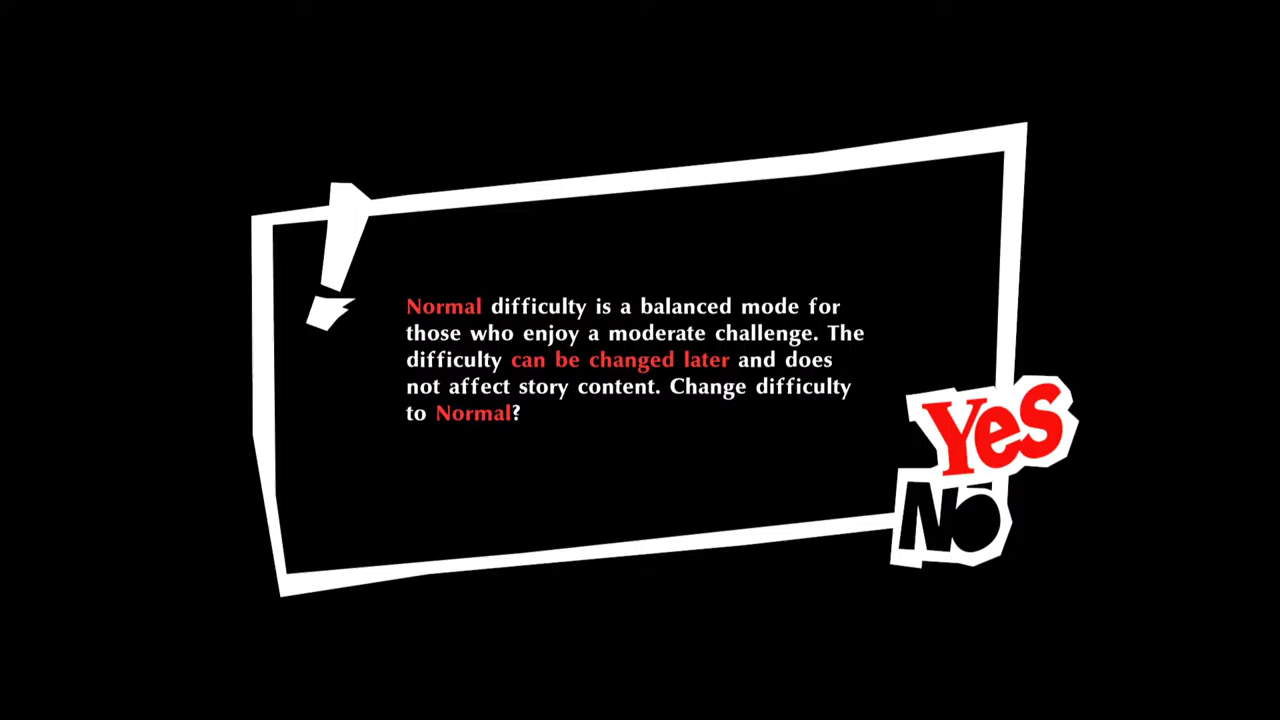 Normal difficulty is a balanced mode for
those who enjoy a moderate challenge. The
difficulty can be changed later and does
not affect story content. Change difficulty
to Normal?
Yes
No